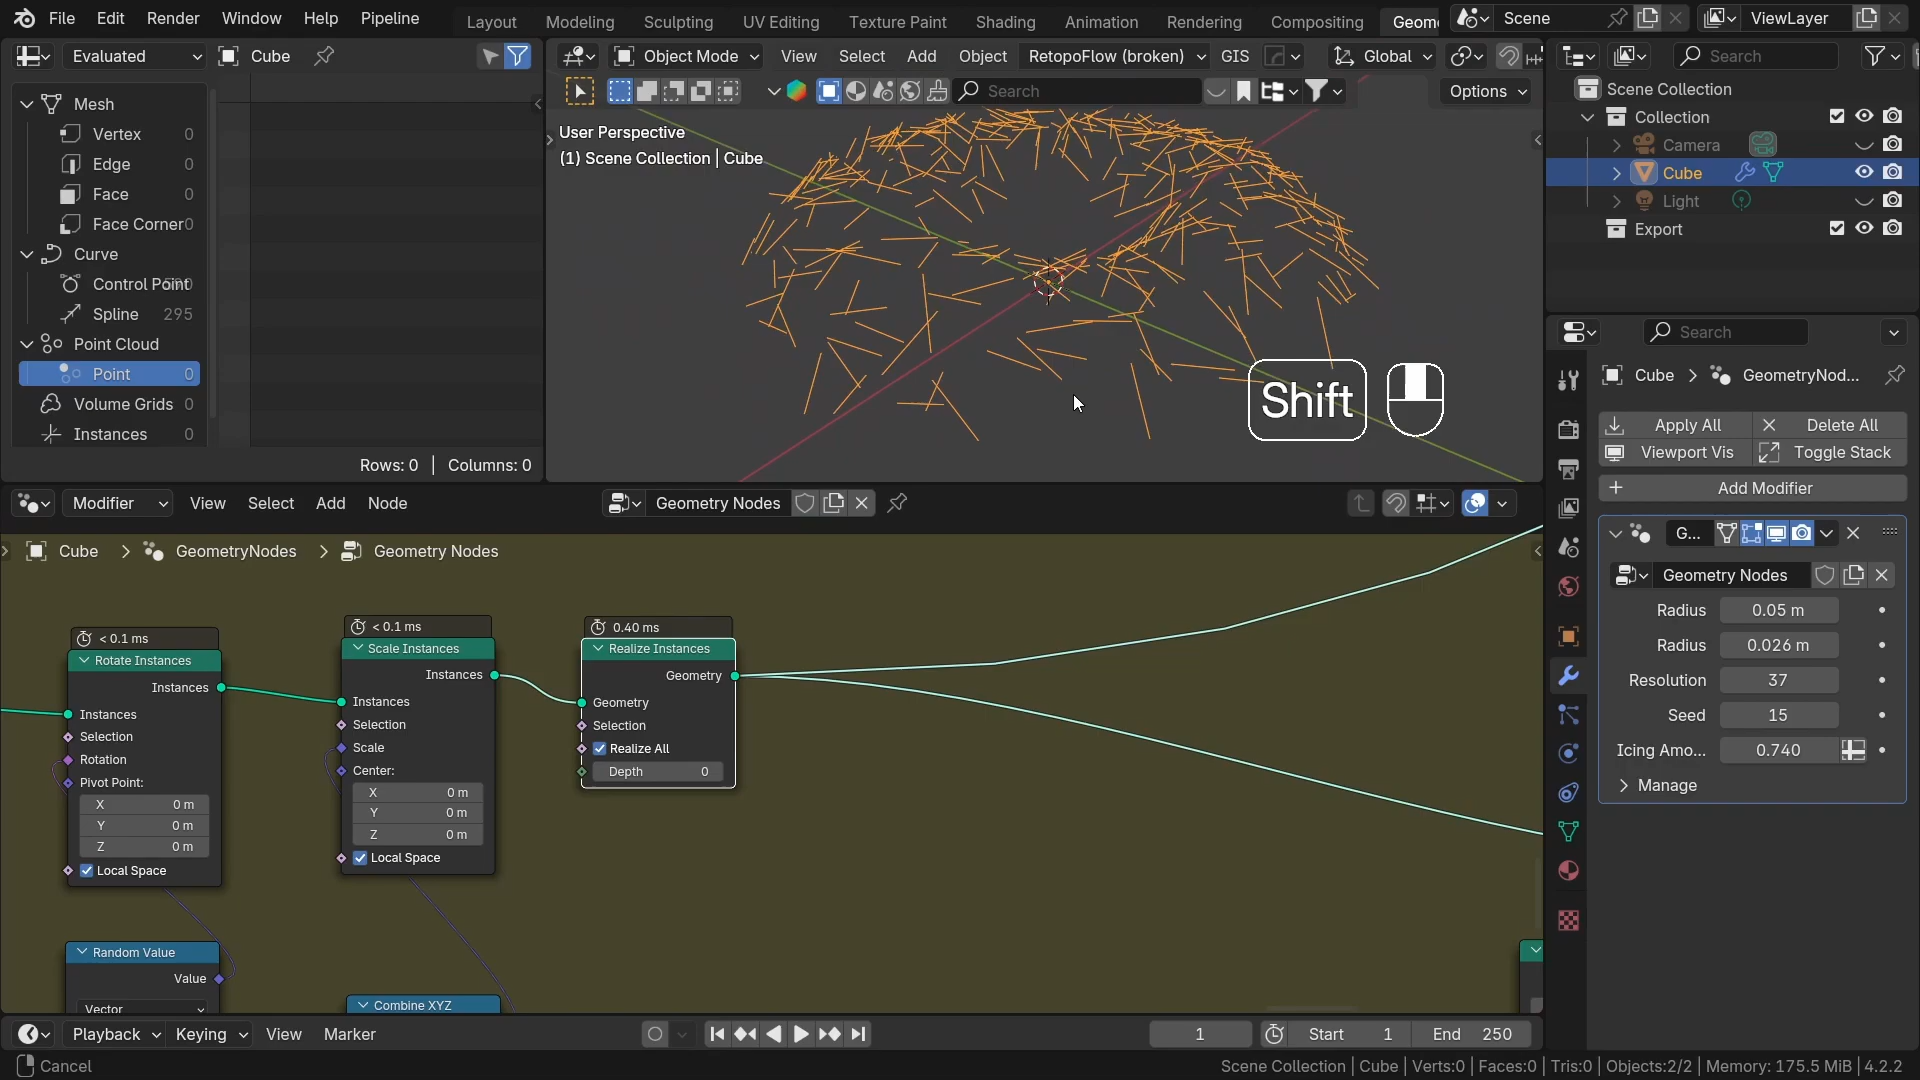 File Edit Render Window Help Pipeline
Layout Modeling Sculpting UV Editing Texture Paint Shading Animation Rendering Compositing Geom
Scene ViewLayer
Evaluated Cube
Object Mode View Select Add Object RetopoFlow (broken) GIS Global
Search
Search Options
Mesh
Vertex 0
Edge 0
Face 0
Face Corner 0
Curve
Control Point
Spline 295
Point Cloud
Point 0
Volume Grids 0
Instances 0
Rows: 0 | Columns: 0
User Perspective
(1) Scene Collection | Cube
Shift
Scene Collection
Collection
Camera
Cube
Light
Export
Search
Cube > GeometryNod...
Apply All Delete All
Viewport Vis Toggle Stack
+ Add Modifier
G...
Geometry Nodes
Radius 0.05 m
Radius 0.026 m
Resolution 37
Seed 15
Icing Amo... 0.740
Manage
Modifier View Select Add Node Geometry Nodes
Cube > GeometryNodes > Geometry Nodes
< 0.1 ms
Rotate Instances
Instances
Instances
Selection
Rotation
Pivot Point:
X 0 m
Y 0 m
Z 0 m
Local Space
< 0.1 ms
Scale Instances
Instances
Instances
Selection
Scale
Center:
X 0 m
Y 0 m
Z 0 m
Local Space
0.40 ms
Realize Instances
Geometry
Geometry
Selection
Realize All
Depth 0
Random Value
Value
Vector
Combine XYZ
Playback Keying View Marker
1 Start 1 End 250
Cancel
Scene Collection | Cube | Verts:0 | Faces:0 | Tris:0 | Objects:2/2 | Memory: 175.5 MiB | 4.2.2